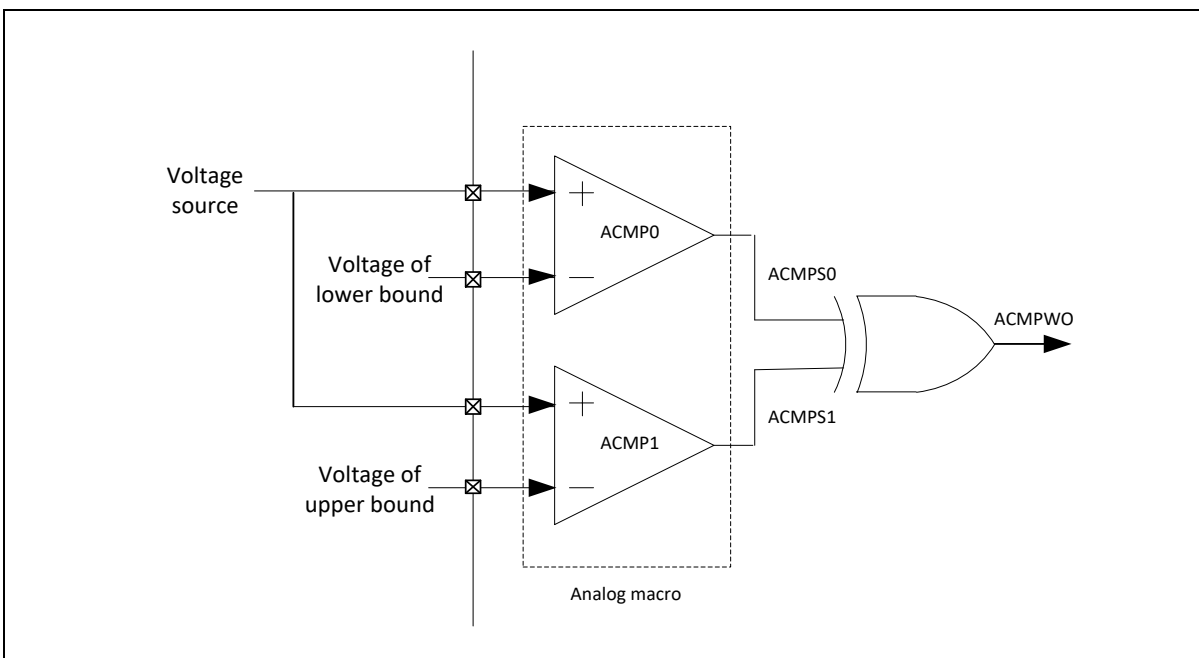 Voltage
source
+
ACMP0
−
Voltage of
lower bound
ACMPS0
ACMPWO
+
ACMP1
−
ACMPS1
Voltage of
upper bound
Analog macro